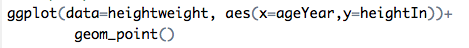 ggplot(data=heightweight, aes(x=ageYear,y=heightIn))+
geom_point()